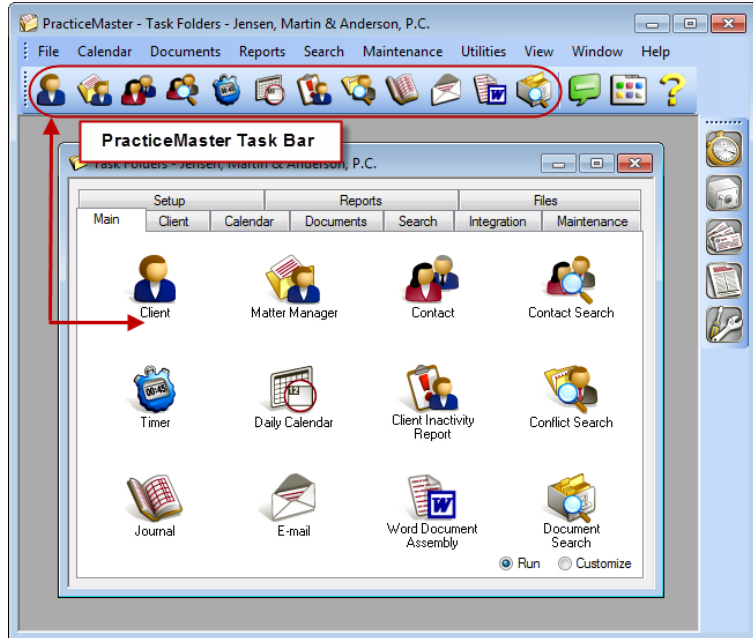 PracticeMaster - Task Folders - Jensen, Martin & Anderson, P.C.
File Calendar Documents Reports Search Maintenance Utilities View Window Help
PracticeMaster Task Bar
Task Folders - Jensen, Martin & Anderson, P.C.
Setup Reports Files
Main Client Calendar Documents Search Integration Maintenance
Client Matter Manager Contact Contact Search
00:45
12
Timer Daily Calendar Client Inactivity Report Conflict Search
W
Journal E-mail Word Document Assembly Document Search
Run Customize